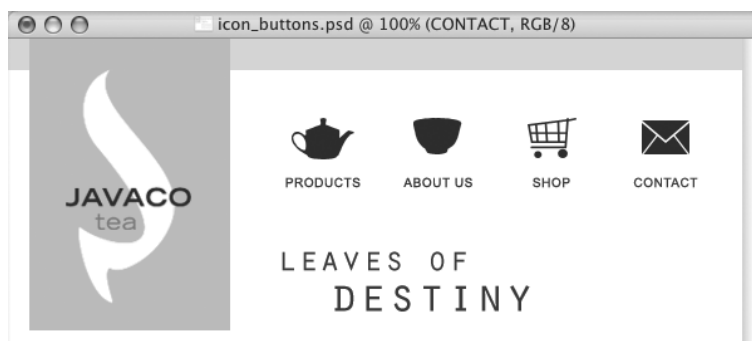 icon_buttons.psd @ 100% (CONTACT, RGB/8)
PRODUCTS ABOUT US SHOP CONTACT
JAVACO
tea
LEAVES OF
DESTINY